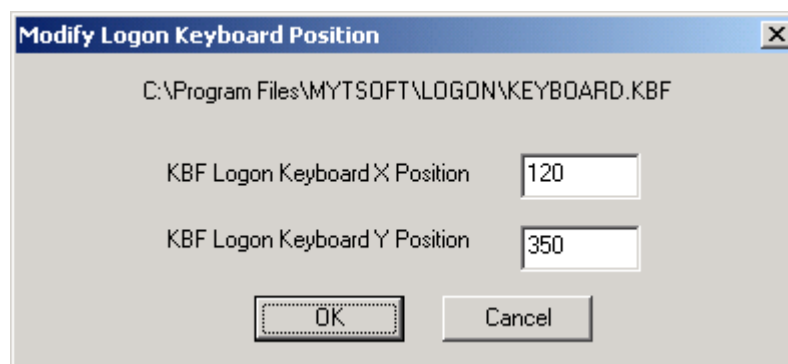 Modify Logon Keyboard Position
C:\Program Files\MYTSOFT\LOGON\KEYBOARD.KBF
KBF Logon Keyboard X Position 120
KBF Logon Keyboard Y Position 350
OK Cancel